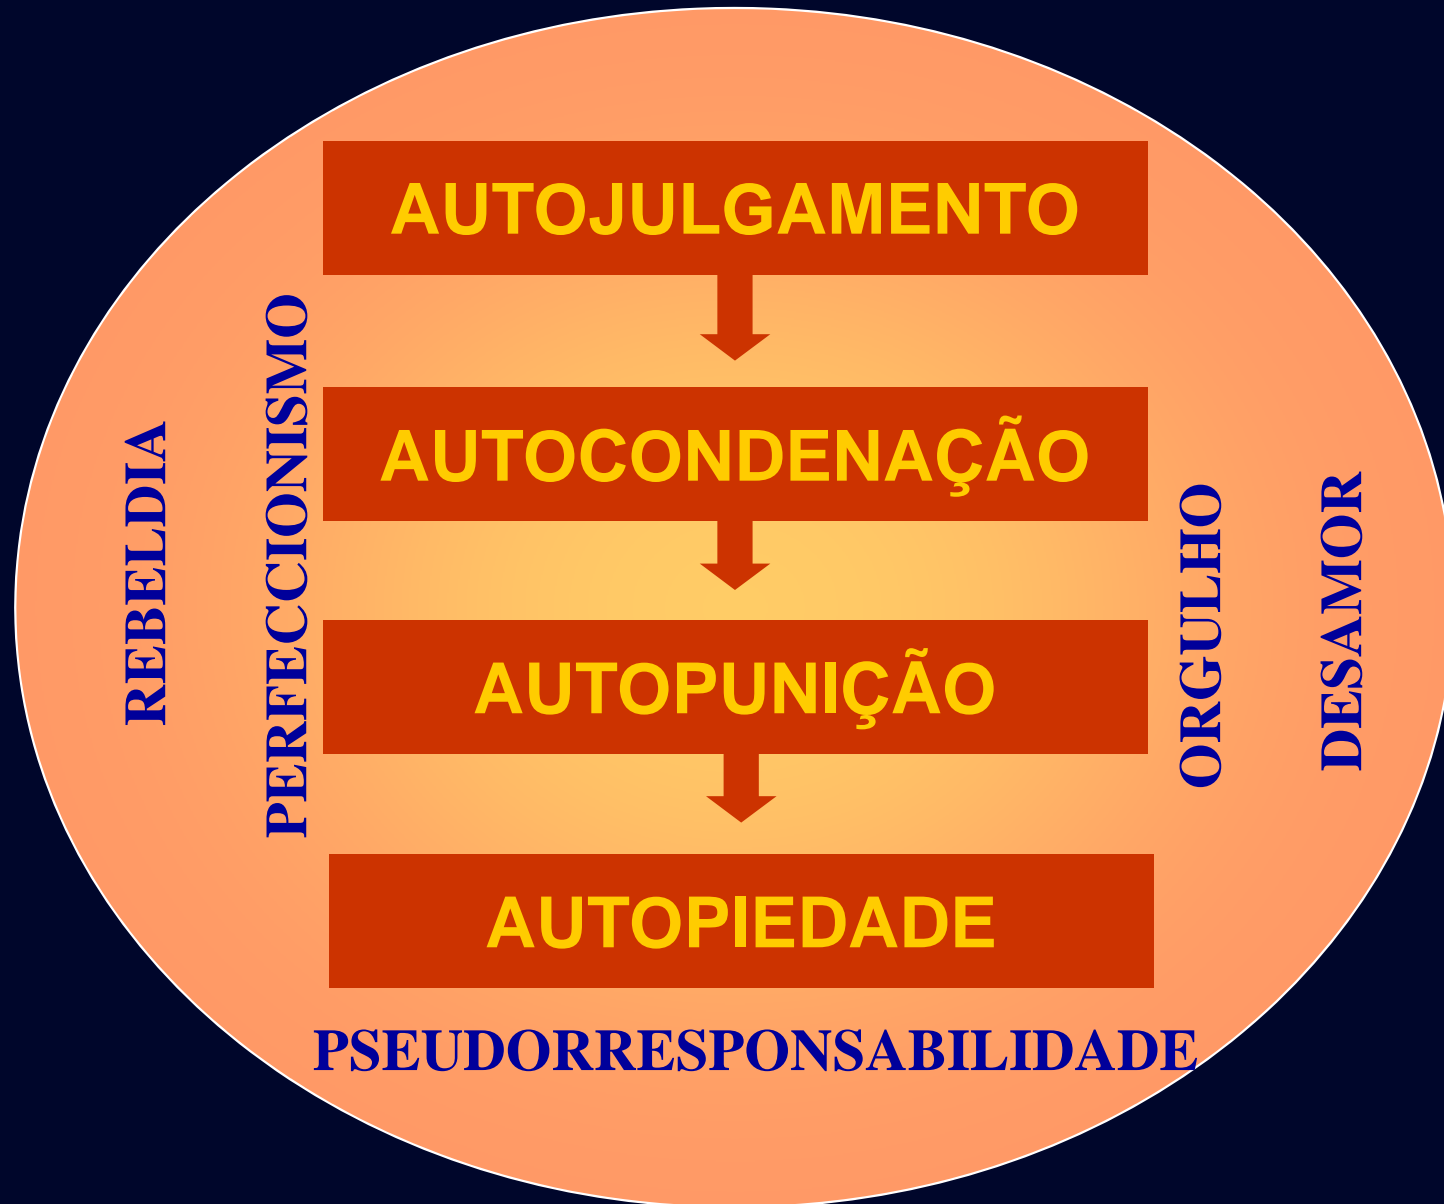 AUTOJULGAMENTO
AUTOCONDENAÇÃO
AUTOPUNIÇÃO
AUTOPIEDADE
REBELDIA
PERFECCIONISMO
ORGULHO
DESAMOR
PSEUDORRESPONSABILIDADE